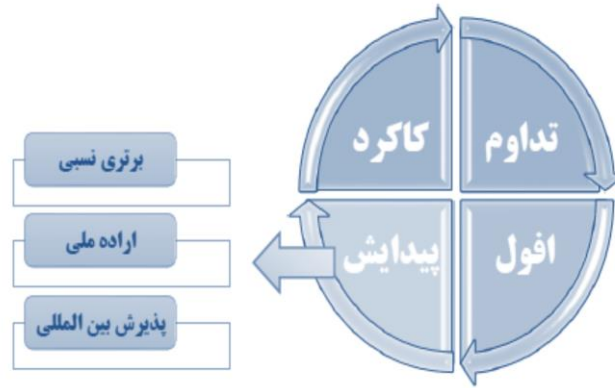 تداوم
کاکرد
افول
پیدایش
برتری نسبی
اراده ملی
پذیرش بین المللی